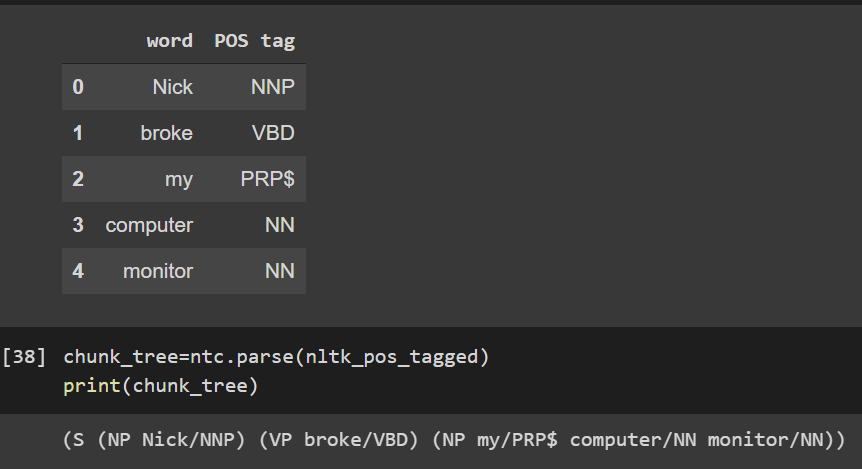 word POS tag
0 Nick NNP
1 broke VBD
2 my PRP$
3 computer NN
4 monitor NN
[38] chunk_tree=ntc.parse(nltk_pos_tagged)
print(chunk_tree)
(S (NP Nick/NNP) (VP broke/VBD) (NP my/PRP$ computer/NN monitor/NN))